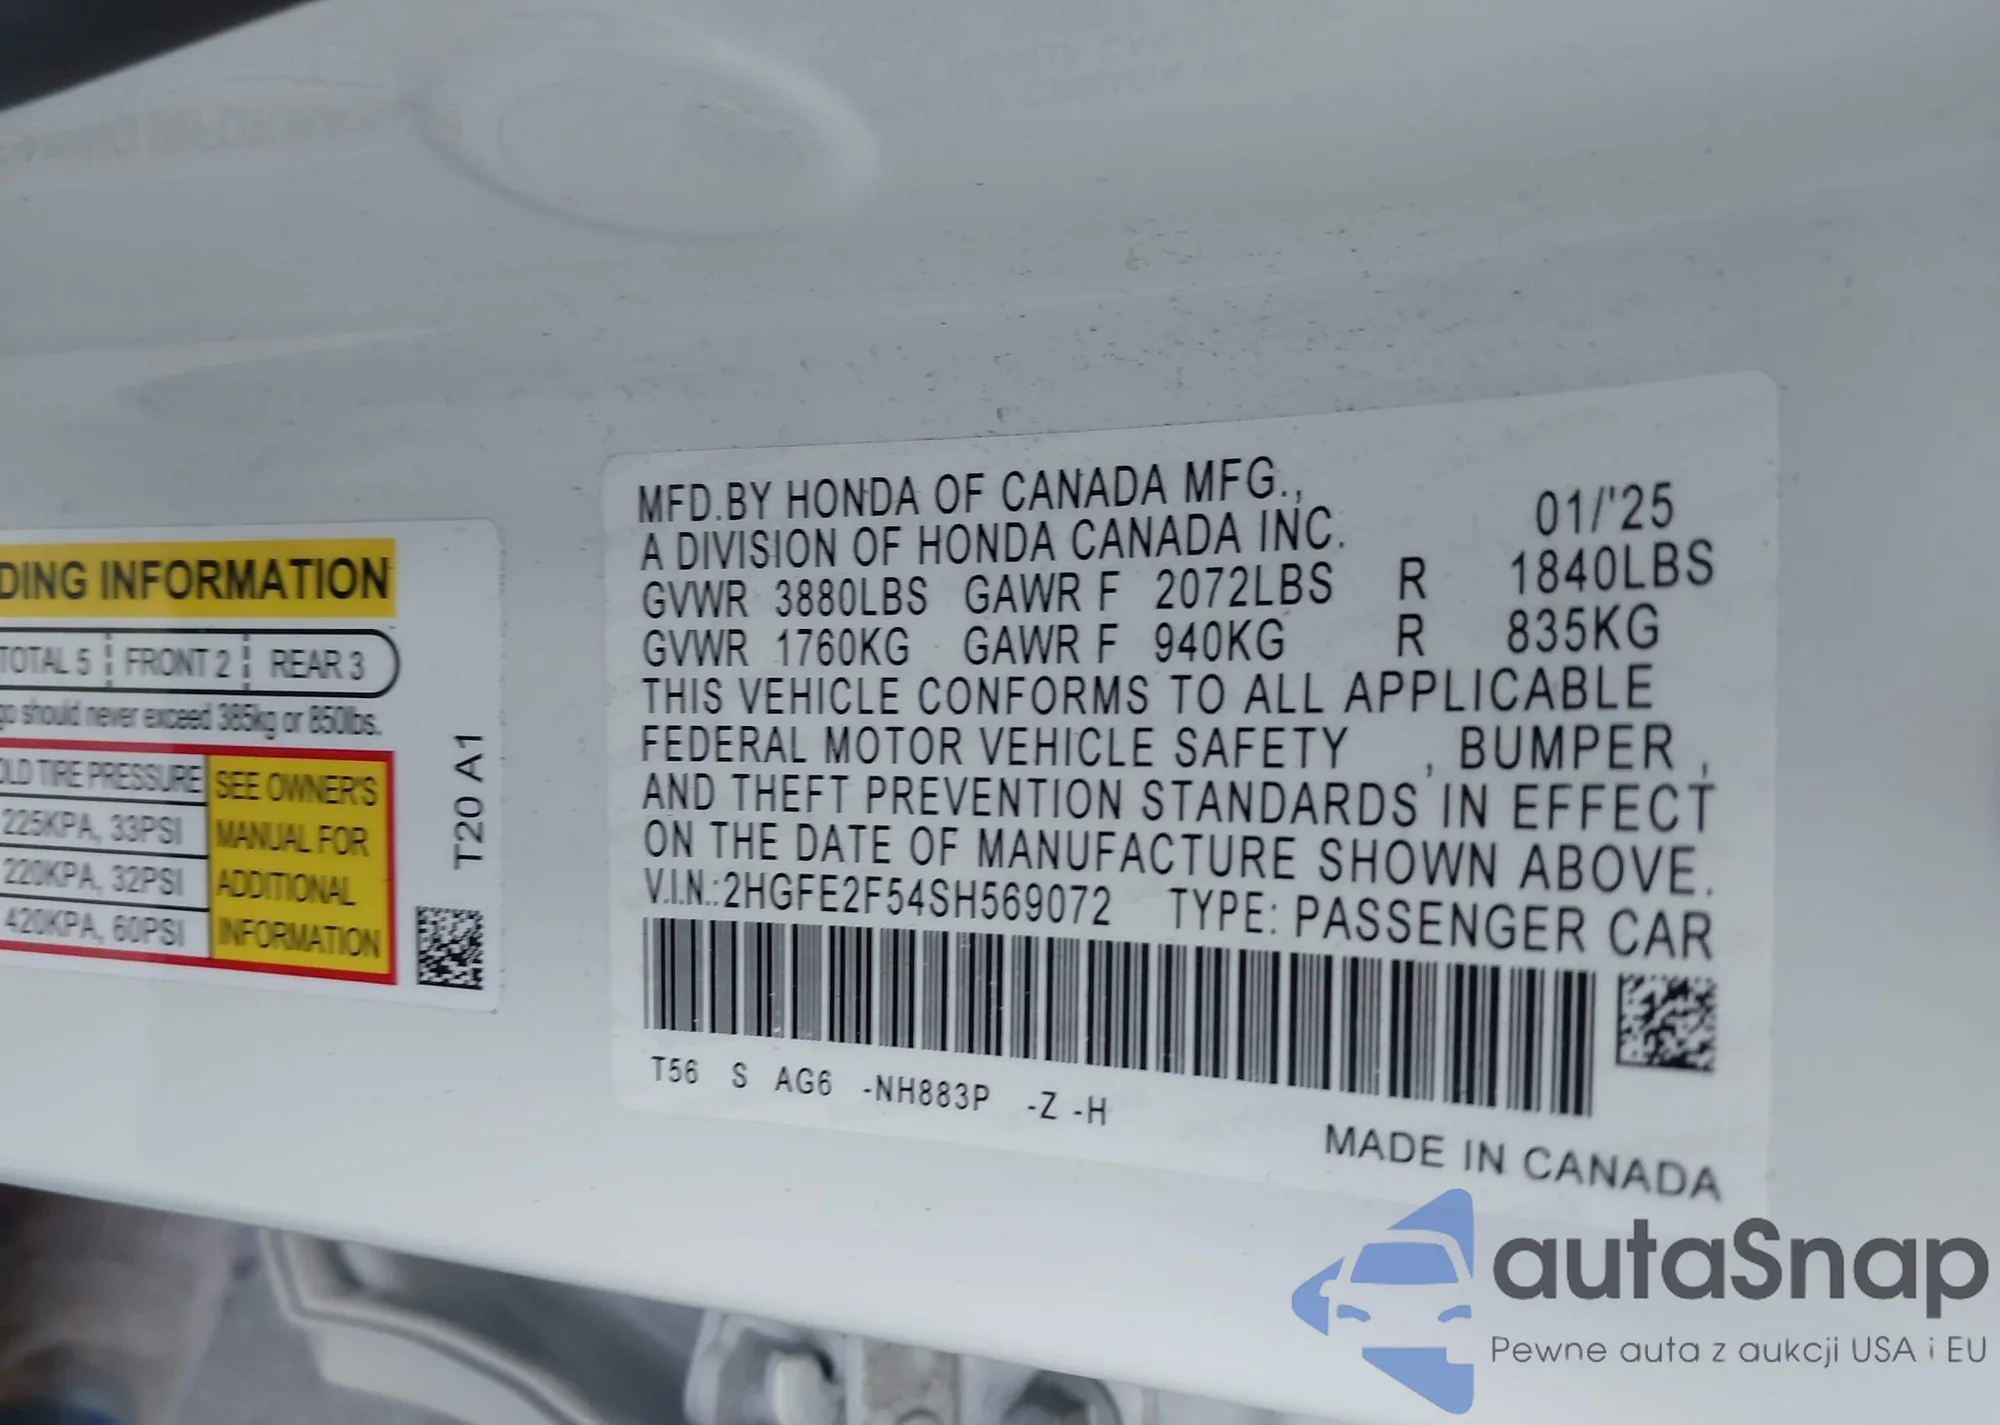 DING INFORMATION
TOTAL 5 FRONT 2 REAR 3
go should never exceed 385kg or 850lbs.
OLD TIRE PRESSURE
225KPA, 33PSI
220KPA, 32PSI
420KPA, 60PSI
SEE OWNER'S
MANUAL FOR
ADDITIONAL
INFORMATION
T20 A1
MFD.BY HONDA OF CANADA MFG., 01/'25
A DIVISION OF HONDA CANADA INC.
GVWR 3880LBS GAWR F 2072LBS R 1840LBS
GVWR 1760KG GAWR F 940KG R 835KG
THIS VEHICLE CONFORMS TO ALL APPLICABLE
FEDERAL MOTOR VEHICLE SAFETY , BUMPER ,
AND THEFT PREVENTION STANDARDS IN EFFECT
ON THE DATE OF MANUFACTURE SHOWN ABOVE.
V.I.N.:2HGFE2F54SH569072 TYPE: PASSENGER CAR
T56 S AG6 -NH883P -Z -H
MADE IN CANADA
autaSnap
Pewne auta z aukcji USA i EU